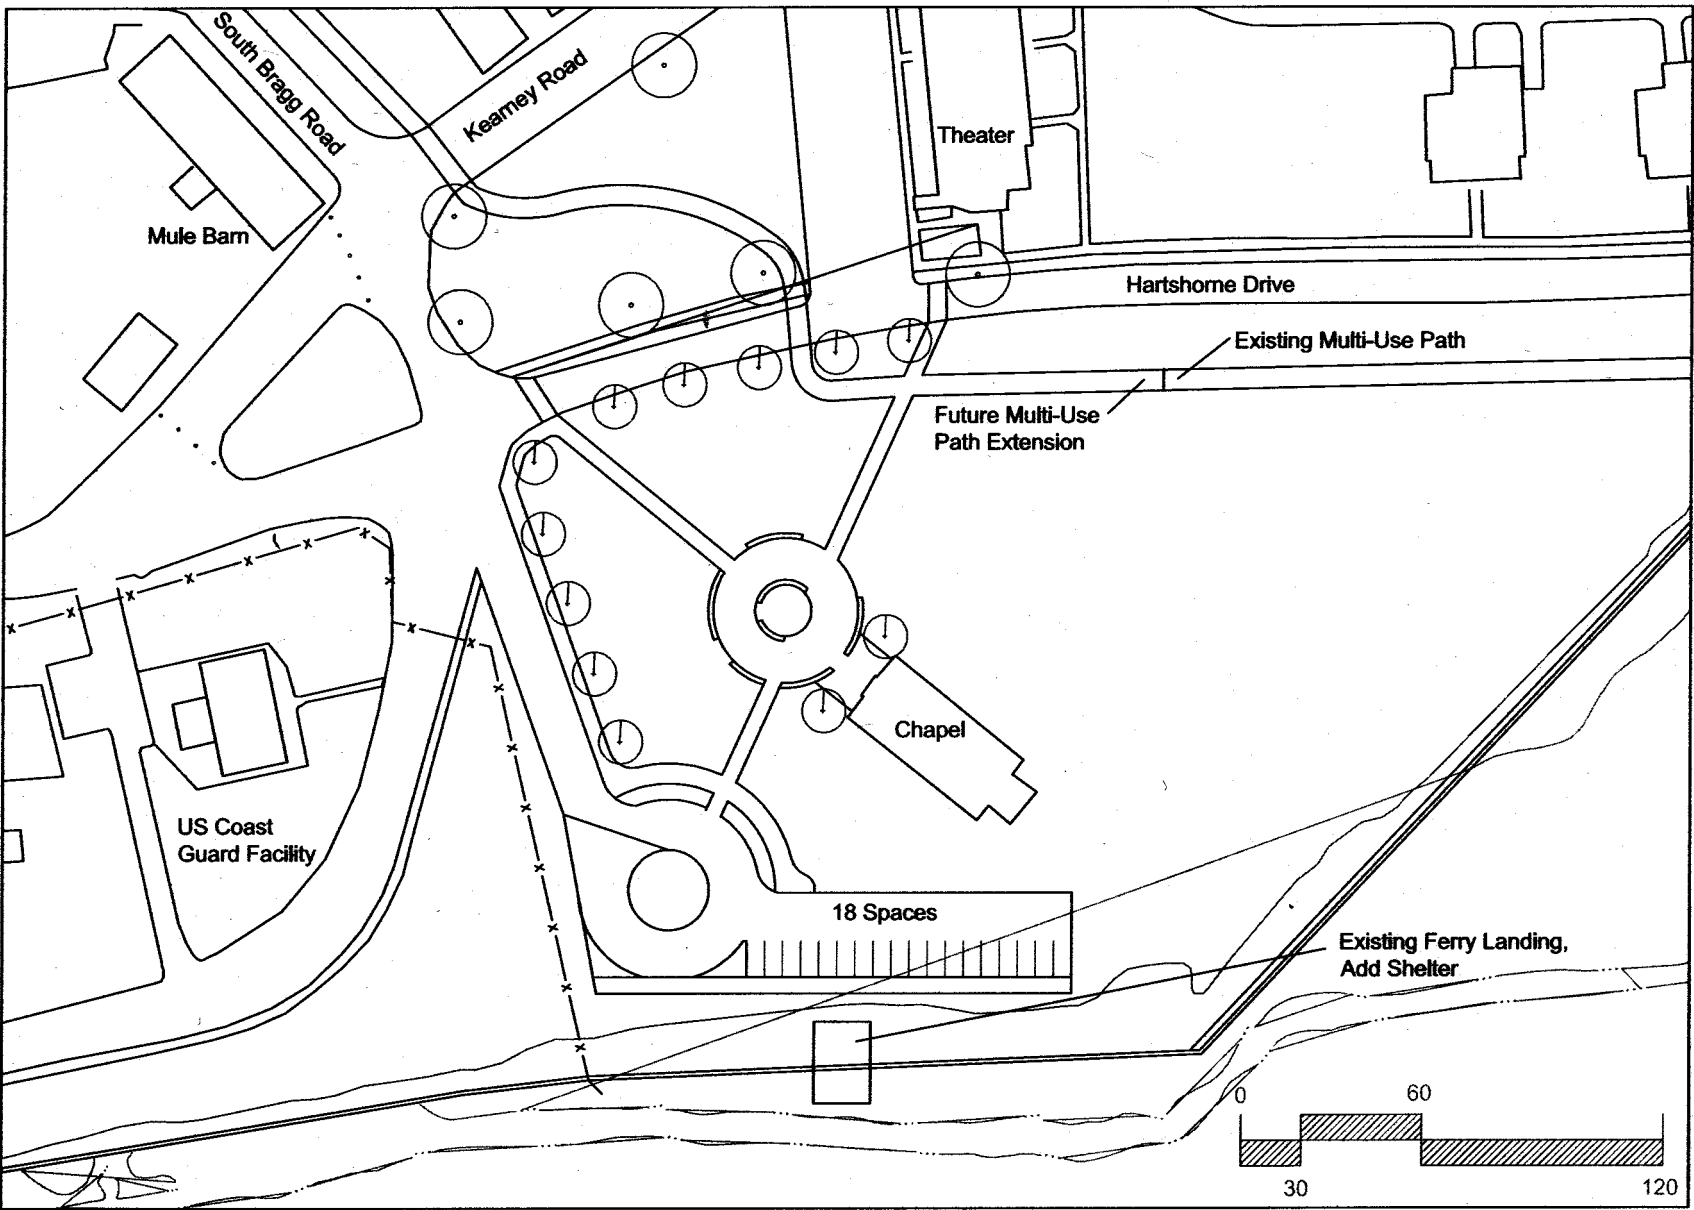 South Bragg Road
Kearney Road
Theater
Mule Barn
Hartshorne Drive
Existing Multi-Use Path
Future Multi-Use
Path Extension
Chapel
US Coast
Guard Facility
18 Spaces
Existing Ferry Landing,
Add Shelter
0 60
30 120